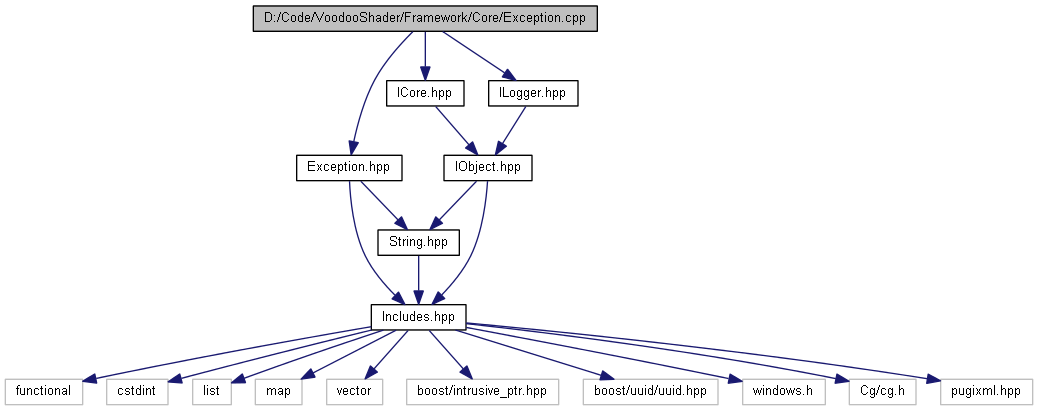 D:/Code/VoodooShader/Framework/Core/Exception.cpp
ICore.hpp
ILogger.hpp
Exception.hpp
IObject.hpp
String.hpp
Includes.hpp
functional
cstdint
list
map
vector
boost/intrusive_ptr.hpp
boost/uuid/uuid.hpp
windows.h
Cg/cg.h
pugixml.hpp